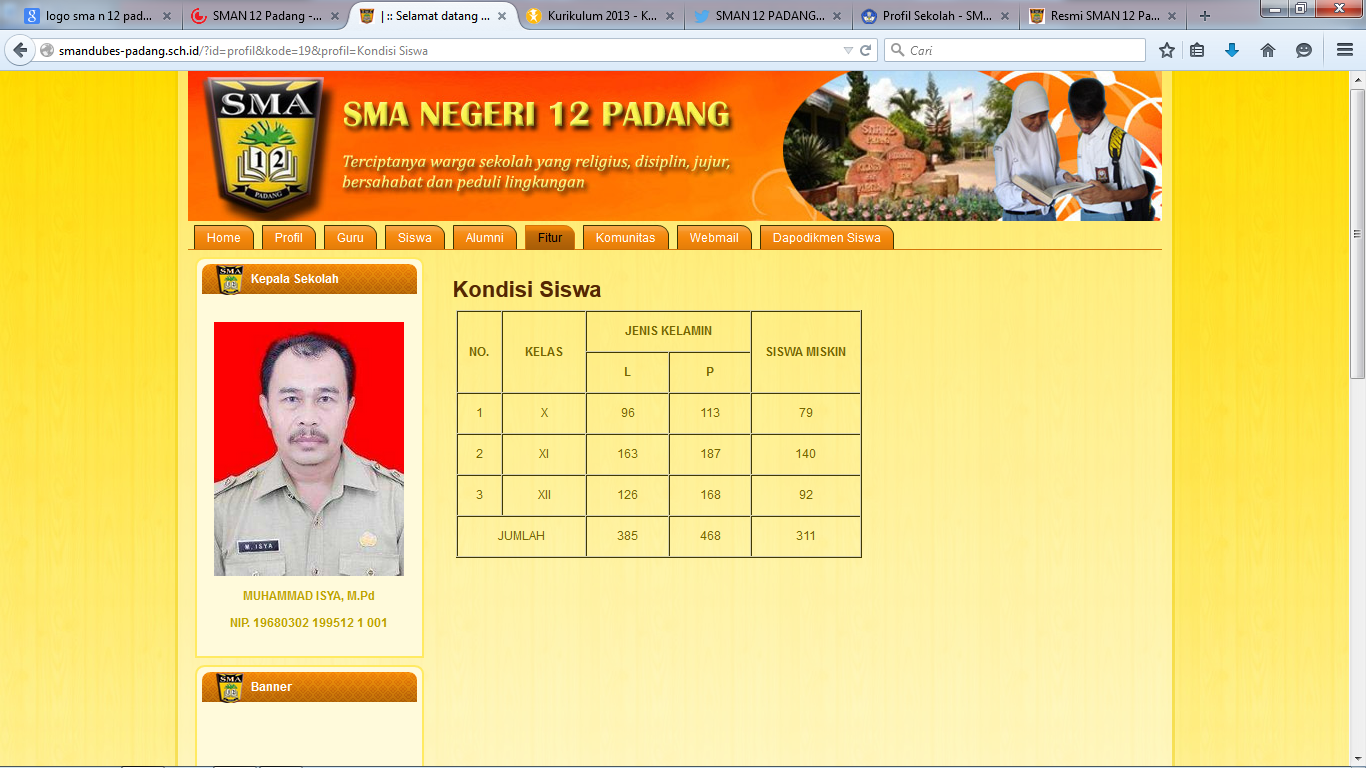 logo sma n 12 pad...
SMAN 12 Padang -...
| :: Selamat datang ...
Kurikulum 2013 - K...
SMAN 12 PADANG...
Profil Sekolah - SM...
Resmi SMAN 12 Pa...
smandubes-padang.sch.id/?id=profil&kode=19&profil=Kondisi Siswa
Cari
SMA
12
PADANG
SMA NEGERI 12 PADANG
Terciptanya warga sekolah yang religius, disiplin, jujur,
bersahabat dan peduli lingkungan
Home
Profil
Guru
Siswa
Alumni
Fitur
Komunitas
Webmail
Dapodikmen Siswa
SMA
Kepala Sekolah
M. ISYA
MUHAMMAD ISYA, M.Pd
NIP. 19680302 199512 1 001
SMA
Banner
Kondisi Siswa
NO. KELAS JENIS KELAMIN SISWA MISKIN
L P
1 X 96 113 79
2 XI 163 187 140
3 XII 126 168 92
JUMLAH 385 468 311